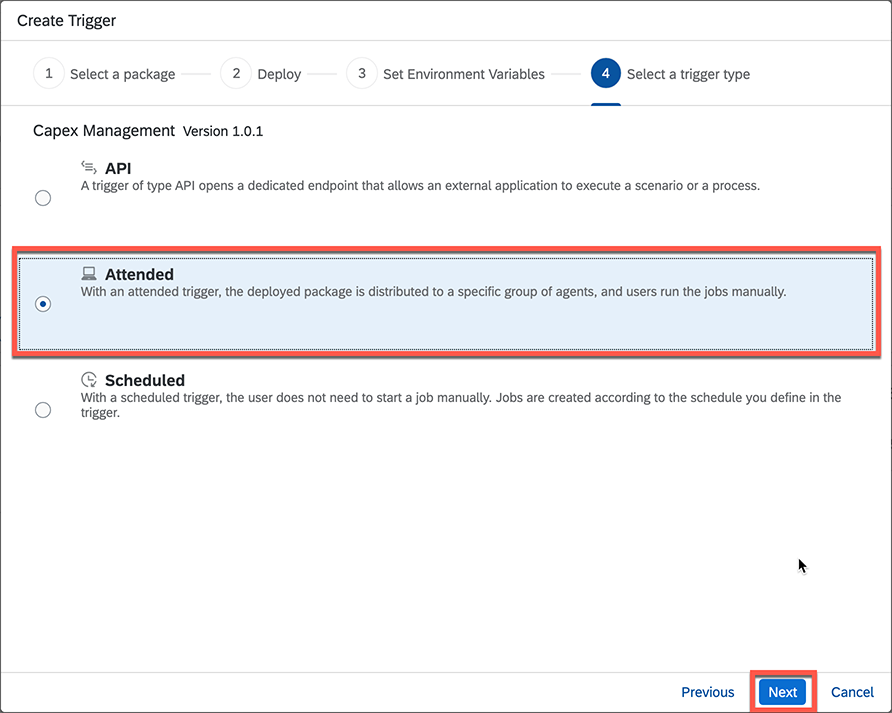 Create Trigger
1 Select a package 2 Deploy 3 Set Environment Variables 4 Select a trigger type
Capex Management Version 1.0.1
API
A trigger of type API opens a dedicated endpoint that allows an external application to execute a scenario or a process.
Attended
With an attended trigger, the deployed package is distributed to a specific group of agents, and users run the jobs manually.
Scheduled
With a scheduled trigger, the user does not need to start a job manually. Jobs are created according to the schedule you define in the
trigger.
Previous Next Cancel